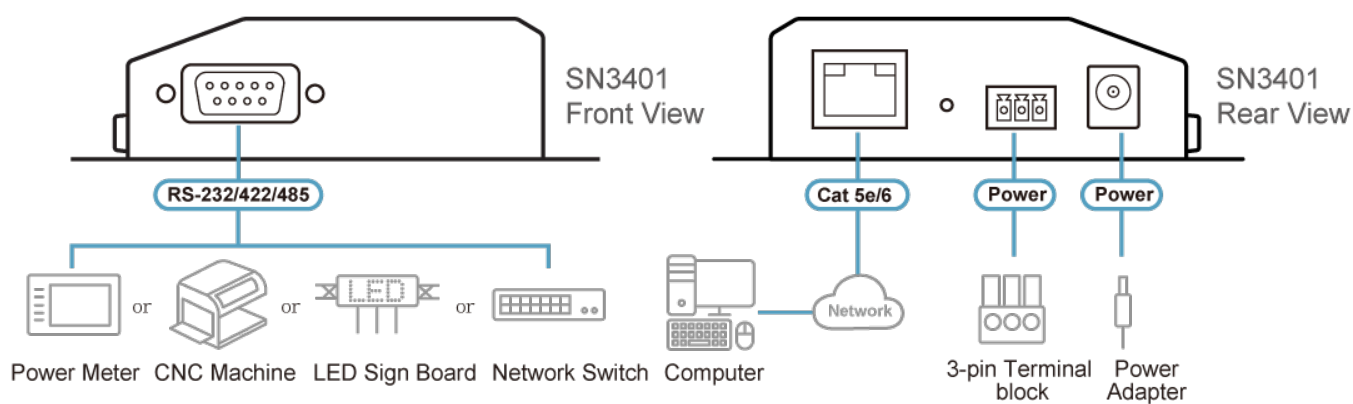 SN3401
Front View
SN3401
Rear View
RS-232/422/485
Cat 5e/6
Power
Power
LED
or
or
or
Network
Power Meter
CNC Machine
LED Sign Board
Network Switch
Computer
3-pin Terminal
block
Power
Adapter